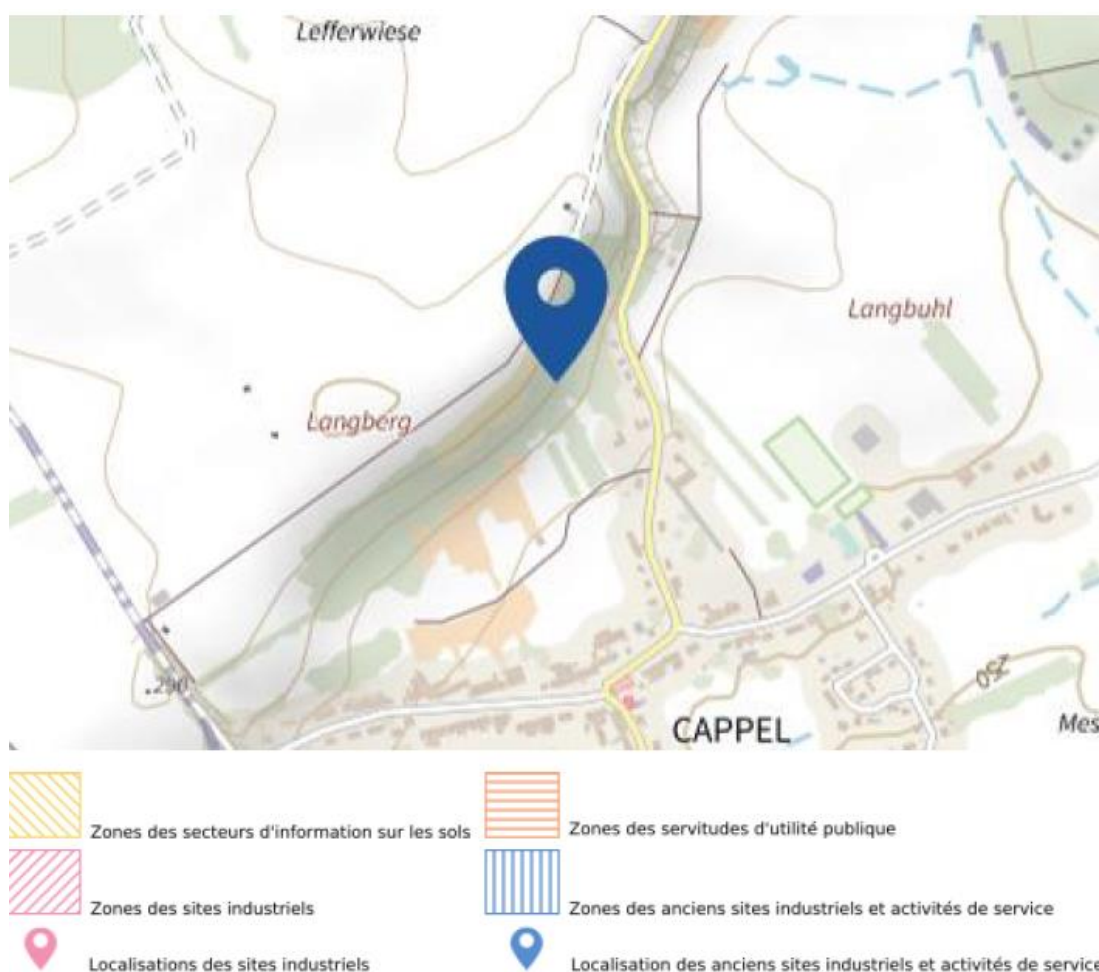 Lefferwiese
Langbuhl
Langberg
290
250
CAPPEL
Mes
Zones des secteurs d'information sur les sols
Zones des servitudes d'utilité publique
Zones des sites industriels
Zones des anciens sites industriels et activités de service
Localisations des sites industriels
Localisation des anciens sites industriels et activités de service